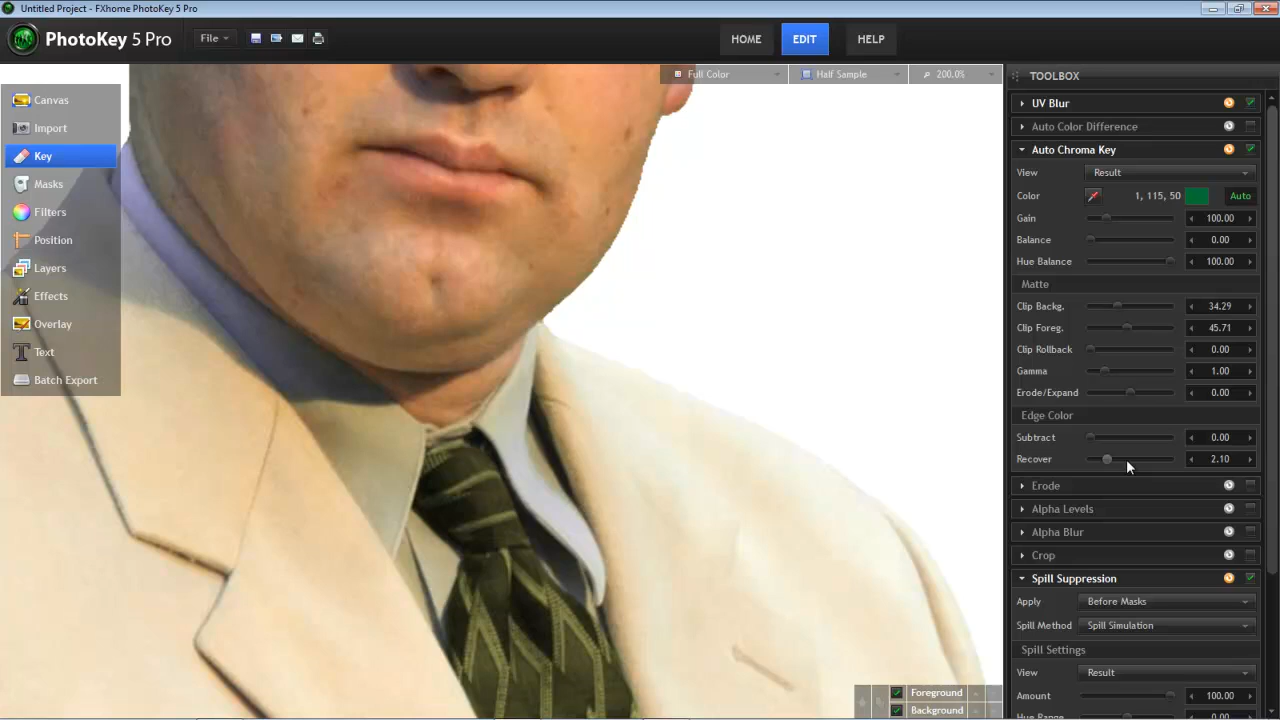 Untitled Project - FXhome PhotoKey 5 Pro
PhotoKey 5 Pro
File
HOME
EDIT
HELP
Full Color
Half Sample
200.0%
TOOLBOX
Canvas
Import
Key
Masks
Filters
Position
Layers
Effects
Overlay
Text
Batch Export
UV Blur
Auto Color Difference
Auto Chroma Key
View Result
Color 1, 115, 50 Auto
Gain 100.00
Balance 0.00
Hue Balance 100.00
Matte
Clip Backg. 34.29
Clip Foreg. 45.71
Clip Rollback 0.00
Gamma 1.00
Erode/Expand 0.00
Edge Color
Subtract 0.00
Recover 2.10
Erode
Alpha Levels
Alpha Blur
Crop
Spill Suppression
Apply Before Masks
Spill Method Spill Simulation
Spill Settings
View Result
Amount 100.00
Hue Range 0.00
Foreground
Background